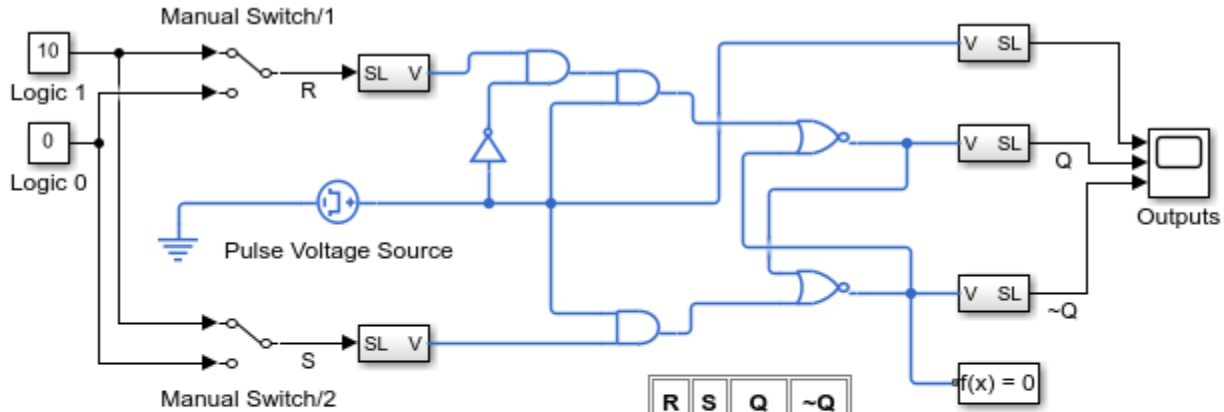 Manual Switch/1
10
Logic 1
R
SL V
0
Logic 0
Pulse Voltage Source
S
SL V
Manual Switch/2
V SL
V SL
Q
Outputs
V SL
~Q
f(x) = 0
R S Q ~Q